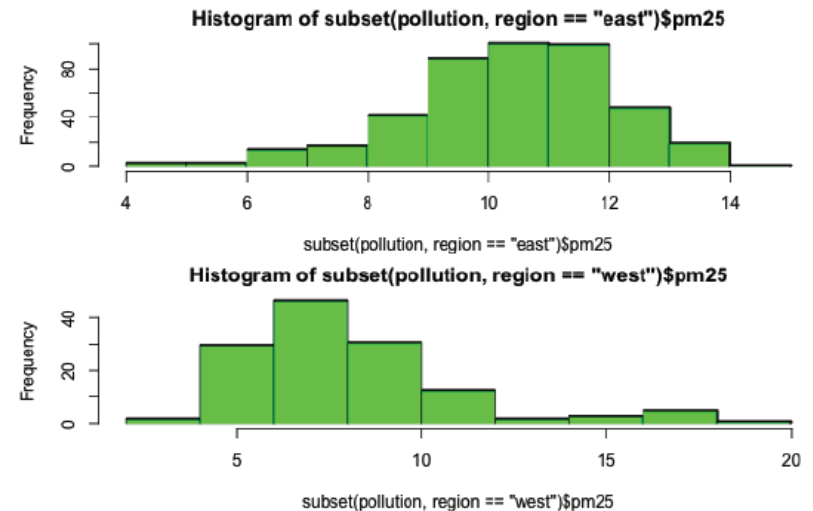 Histogram of subset(pollution, region == "east")$pm25
Frequency
80
40
0
4 6 8 10 12 14
subset(pollution, region == "east")$pm25
Histogram of subset(pollution, region == "west")$pm25
Frequency
40
20
0
5 10 15 20
subset(pollution, region == "west")$pm25